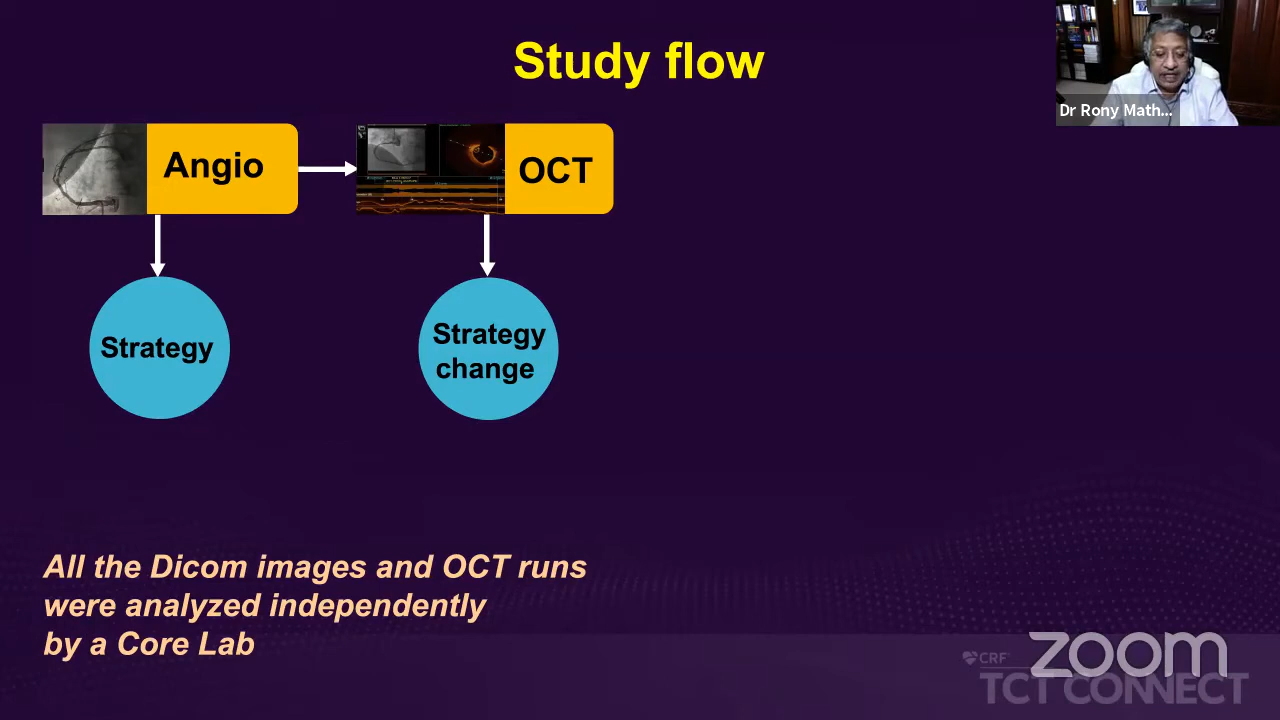 Study flow
Dr Rony Math...
Angio
OCT
Strategy
Strategy
change
All the Dicom images and OCT runs
were analyzed independently
by a Core Lab
CRF
zoom
TCT CONNECT